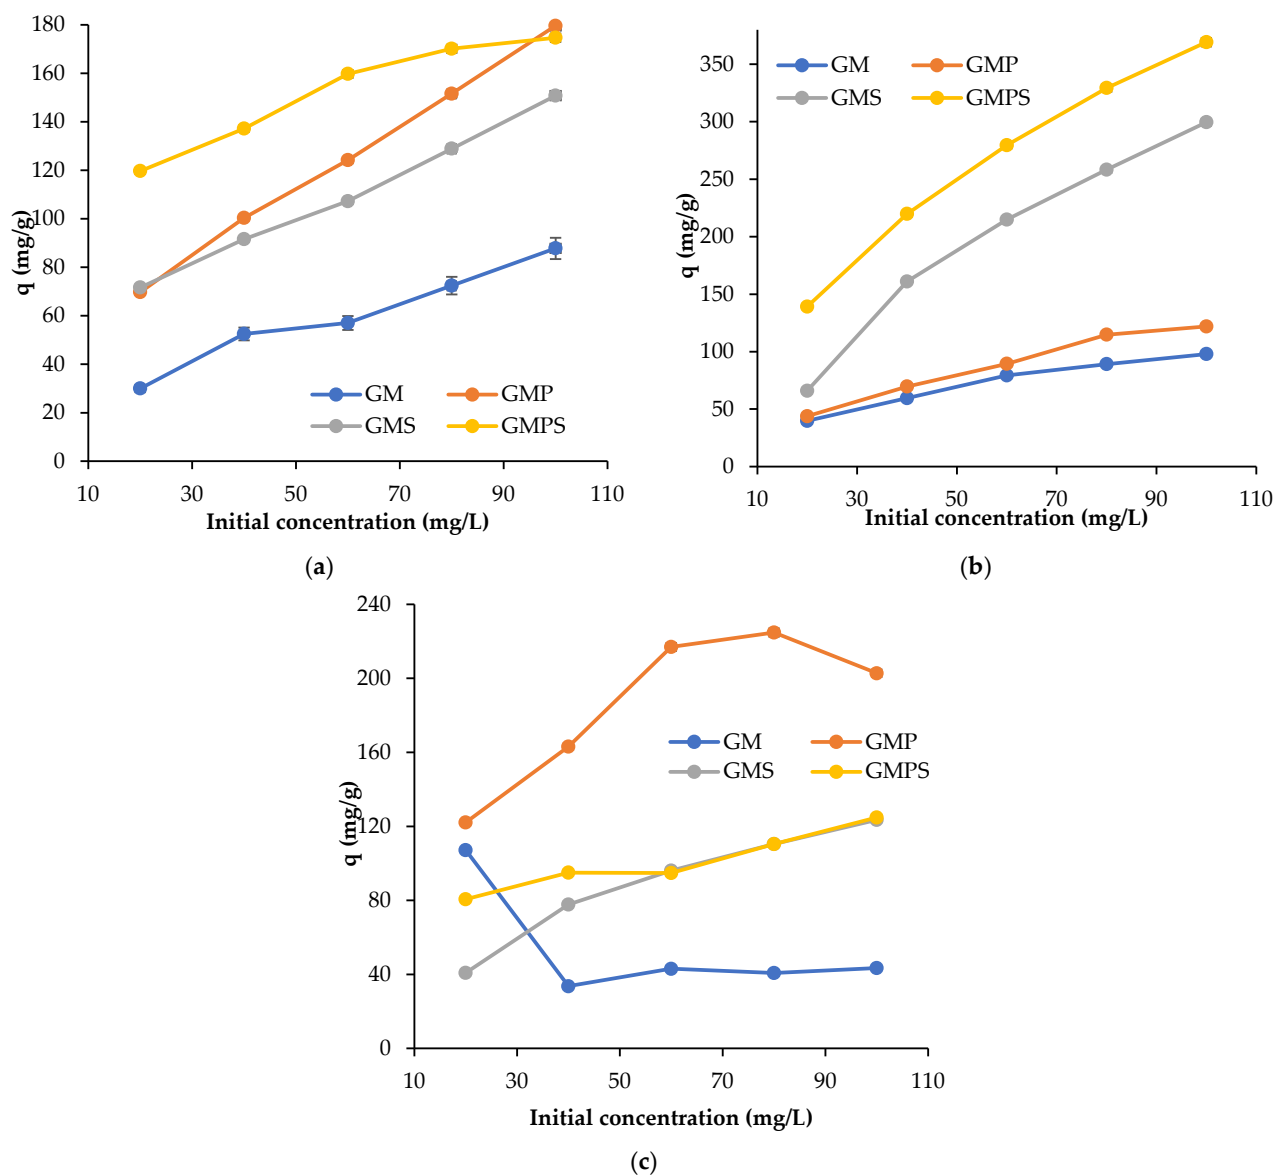 180
160
140
120
100
80
60
40
20
0
q (mg/g)
GM GMP
GMS GMPS
10 30 50 70 90 110
Initial concentration (mg/L)
(a)
350
300
250
200
150
100
50
0
q (mg/g)
GM GMP
GMS GMPS
10 30 50 70 90 110
Initial concentration (mg/L)
(b)
240
200
160
120
80
40
0
q (mg/g)
GM GMP
GMS GMPS
10 30 50 70 90 110
Initial concentration (mg/L)
(c)